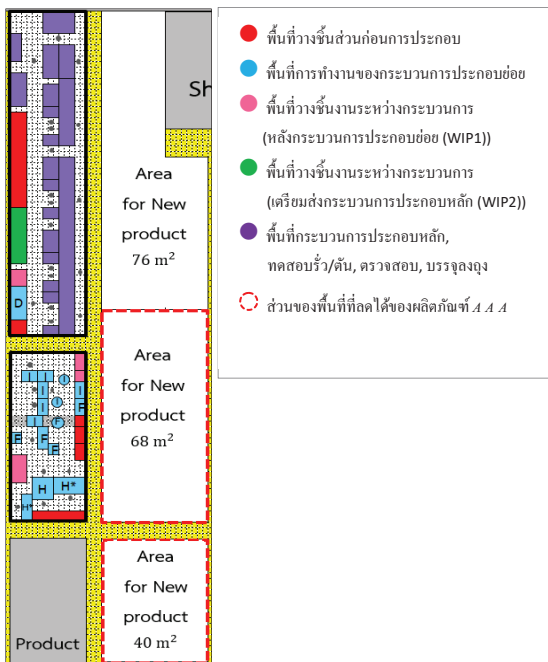 Sh
Area
for New
product
76 m²
D
Area
for New
product
68 m²
I I I
I I I
I I F
I F
F F
F
H H*
H*
Area
for New
product
40 m²
Product
พื้นที่วางชิ้นส่วนก่อนการประกอบ
พื้นที่การทำงานของกระบวนการประกอบย่อย
พื้นที่วางชิ้นงานระหว่างกระบวนการ
(หลังกระบวนการประกอบย่อย (WIP1))
พื้นที่วางชิ้นงานระหว่างกระบวนการ
(เตรียมส่งกระบวนการประกอบหลัก (WIP2))
พื้นที่กระบวนการประกอบหลัก,
ทดสอบรั่ว/ตัน, ตรวจสอบ, บรรจุลงถุง
ส่วนของพื้นที่ที่ลดได้ของผลิตภัณฑ์ A A A